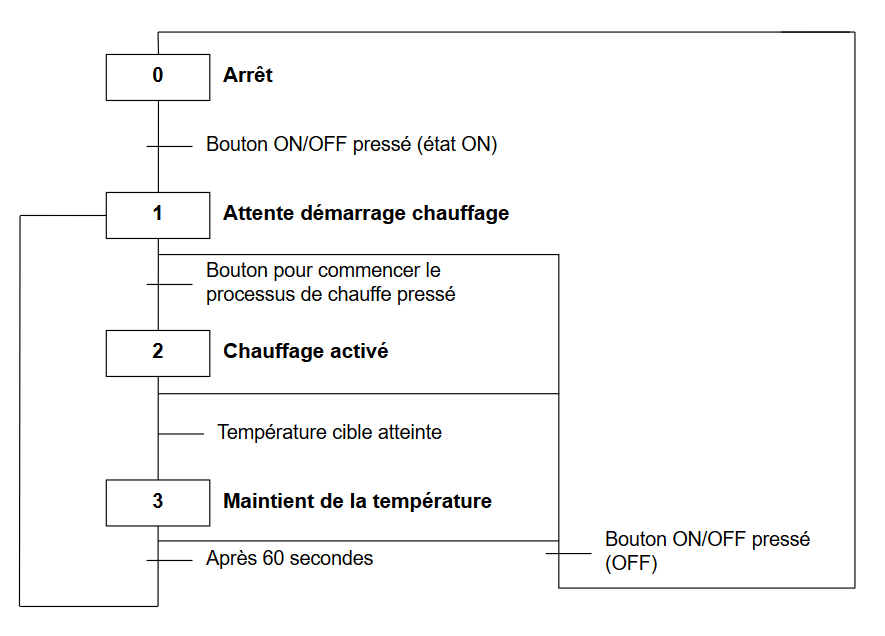 0 Arrêt
Bouton ON/OFF pressé (état ON)
1 Attente démarrage chauffage
Bouton pour commencer le
processus de chauffe pressé
2 Chauffage activé
Température cible atteinte
3 Maintient de la température
Après 60 secondes
Bouton ON/OFF pressé
(OFF)